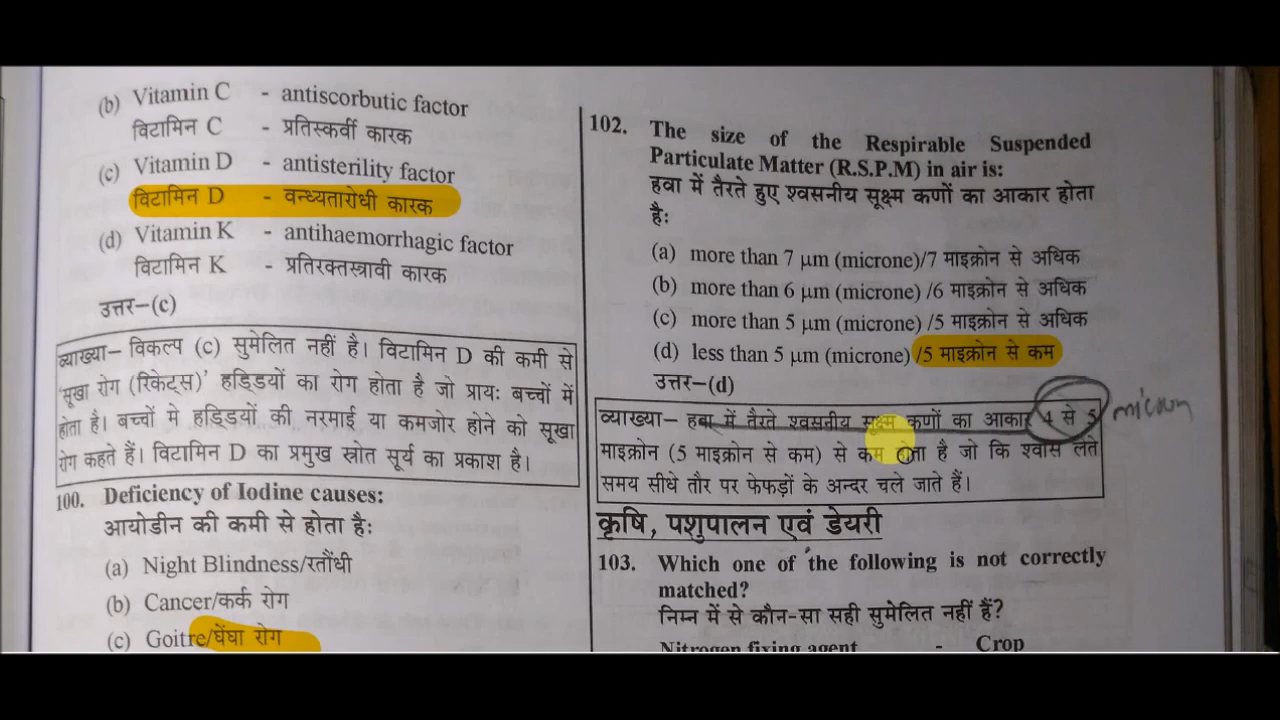 (b) Vitamin C - antiscorbutic factor
विटामिन C - प्रतिस्कर्वी कारक
(c) Vitamin D - antisterility factor
विटामिन D - वन्ध्यतारोधी कारक
(d) Vitamin K - antihaemorrhagic factor
विटामिन K - प्रतिरक्तस्त्रावी कारक
उत्तर–(c)
व्याख्या– विकल्प (c) सुमेलित नहीं है। विटामिन D की कमी से
'सूखा रोग (रिकेट्स)' हड्डियों का रोग होता है जो प्रायः बच्चों में
होता है। बच्चों मे हड्डियों की नरमाई या कमजोर होने को सूखा
रोग कहते हैं। विटामिन D का प्रमुख स्त्रोत सूर्य का प्रकाश है।
100. Deficiency of Iodine causes:
आयोडीन की कमी से होता है:
(a) Night Blindness/रतौंधी
(b) Cancer/कर्क रोग
(c) Goitre/घेंघा रोग
102. The size of the Respirable Suspended
Particulate Matter (R.S.P.M) in air is:
हवा में तैरते हुए श्वसनीय सूक्ष्म कणों का आकार होता
है:
(a) more than 7 μm (microne)/7 माइक्रोन से अधिक
(b) more than 6 μm (microne) /6 माइक्रोन से अधिक
(c) more than 5 μm (microne) /5 माइक्रोन से अधिक
(d) less than 5 μm (microne) /5 माइक्रोन से कम
उत्तर–(d)
व्याख्या– हवा में तैरते श्वसनीय सूक्ष्म कणों का आकार 4 से 5 micron
माइक्रोन (5 माइक्रोन से कम) से कम होता है जो कि श्वास लेते
समय सीधे तौर पर फेफड़ों के अन्दर चले जाते हैं।
कृषि, पशुपालन एवं डेयरी
103. Which one of the following is not correctly
matched?
निम्न में से कौन-सा सही सुमेलित नहीं हैं?
Nitrogen fixing agent - Crop